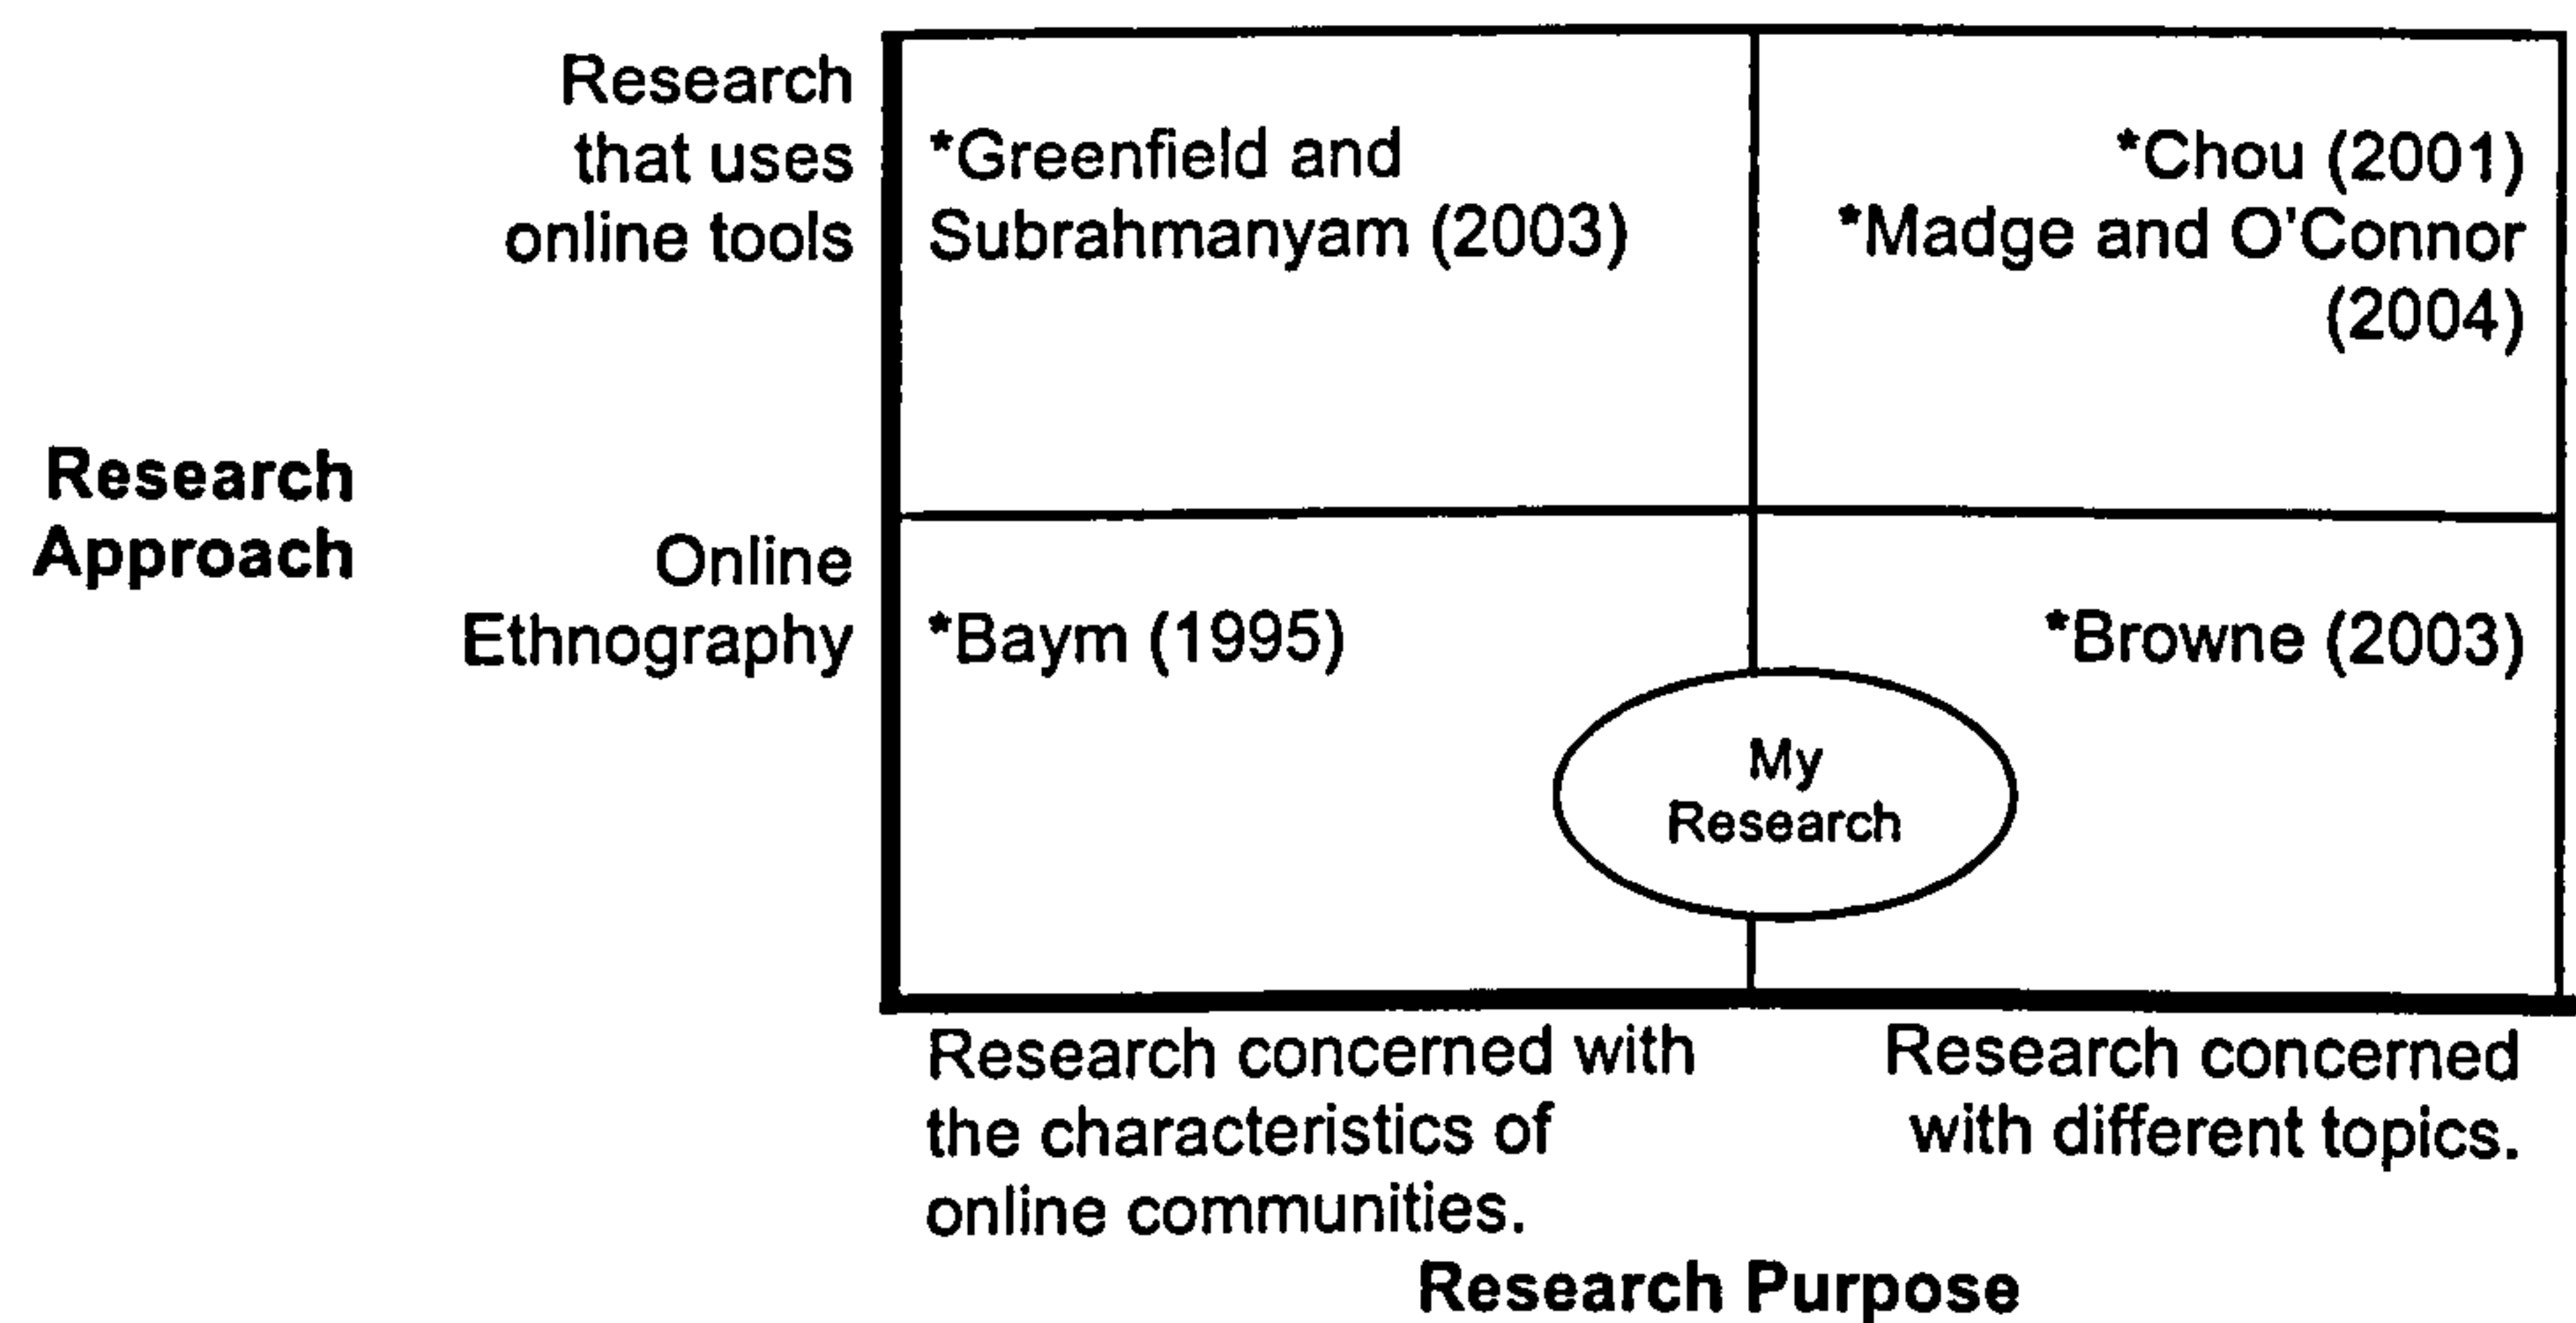 Research
that uses
online tools
*Greenfield and
Subrahmanyam (2003)
*Chou (2001)
*Madge and O'Connor
(2004)
Research
Approach
Online
Ethnography
*Baym (1995)
*Browne (2003)
My
Research
Research concerned with
the characteristics of
online communities.
Research concerned
with different topics.
Research Purpose